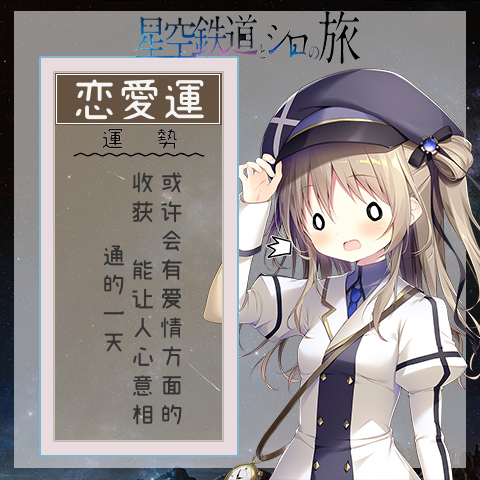 星空鉄道とシロの旅
恋愛運
運勢
或许会有爱情方面的
收获 能让人心意相
通的一天